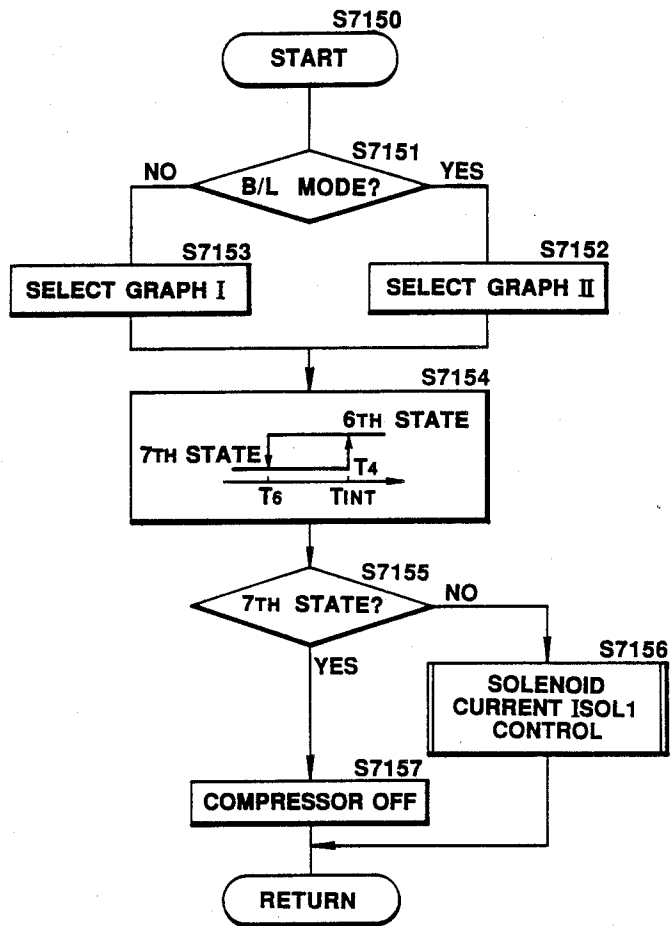 S7150
START
S7151
NO
B/L MODE?
YES
S7153
SELECT GRAPH I
S7152
SELECT GRAPH II
S7154
6TH STATE
7TH STATE
T4
T6
TINT
S7155
7TH STATE?
NO
YES
S7156
SOLENOID
CURRENT ISOL1
CONTROL
S7157
COMPRESSOR OFF
RETURN